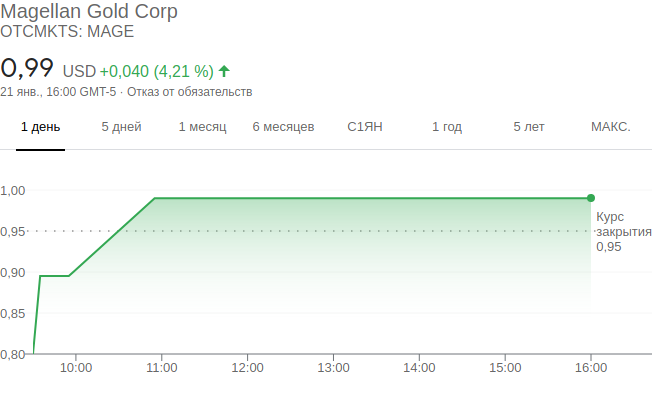 Magellan Gold Corp
OTCMKTS: MAGE
0,99 USD +0,040 (4,21 %)
21 янв., 16:00 GMT-5 · Отказ от обязательств
1 день 5 дней 1 месяц 6 месяцев С1ЯН 1 год 5 лет МАКС.
1,00
0,95
0,90
0,85
0,80
Курс
закрытия
0,95
10:00 11:00 12:00 13:00 14:00 15:00 16:00